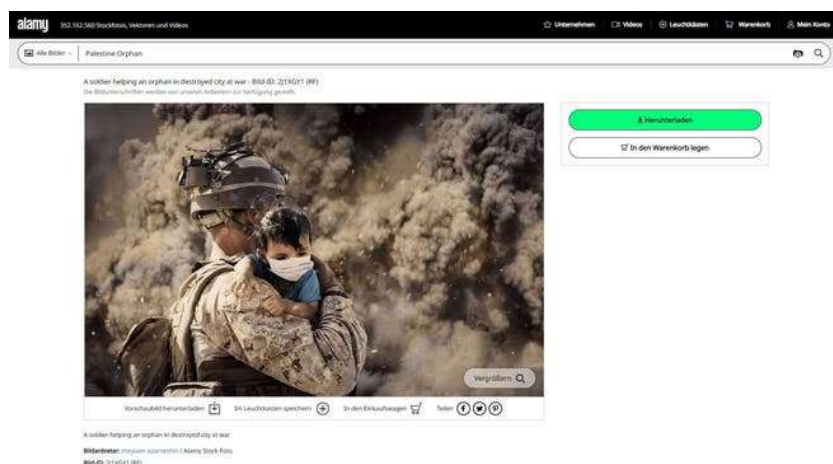 alamy 352.162.560 Stockfotos, Vektoren und Videos
Unternehmen Videos Leuchtkästen Warenkorb Mein Konto
Alle Bilder Palestine Orphan
A soldier helping an orphan in destroyed city at war - Bild-ID: 2J1XGY1 (RF)
Die Bildunterschriften werden von unseren Anbietern zur Verfügung gestellt.
Herunterladen
In den Warenkorb legen
Vergrößern
Vorschaubild herunterladen Im Leuchtkasten speichern In den Einkaufswagen Teilen
A soldier helping an orphan in destroyed city at war
Bildanbieter: / Alamy Stock Foto
Bild-ID: 2J1XGY1 (RF)